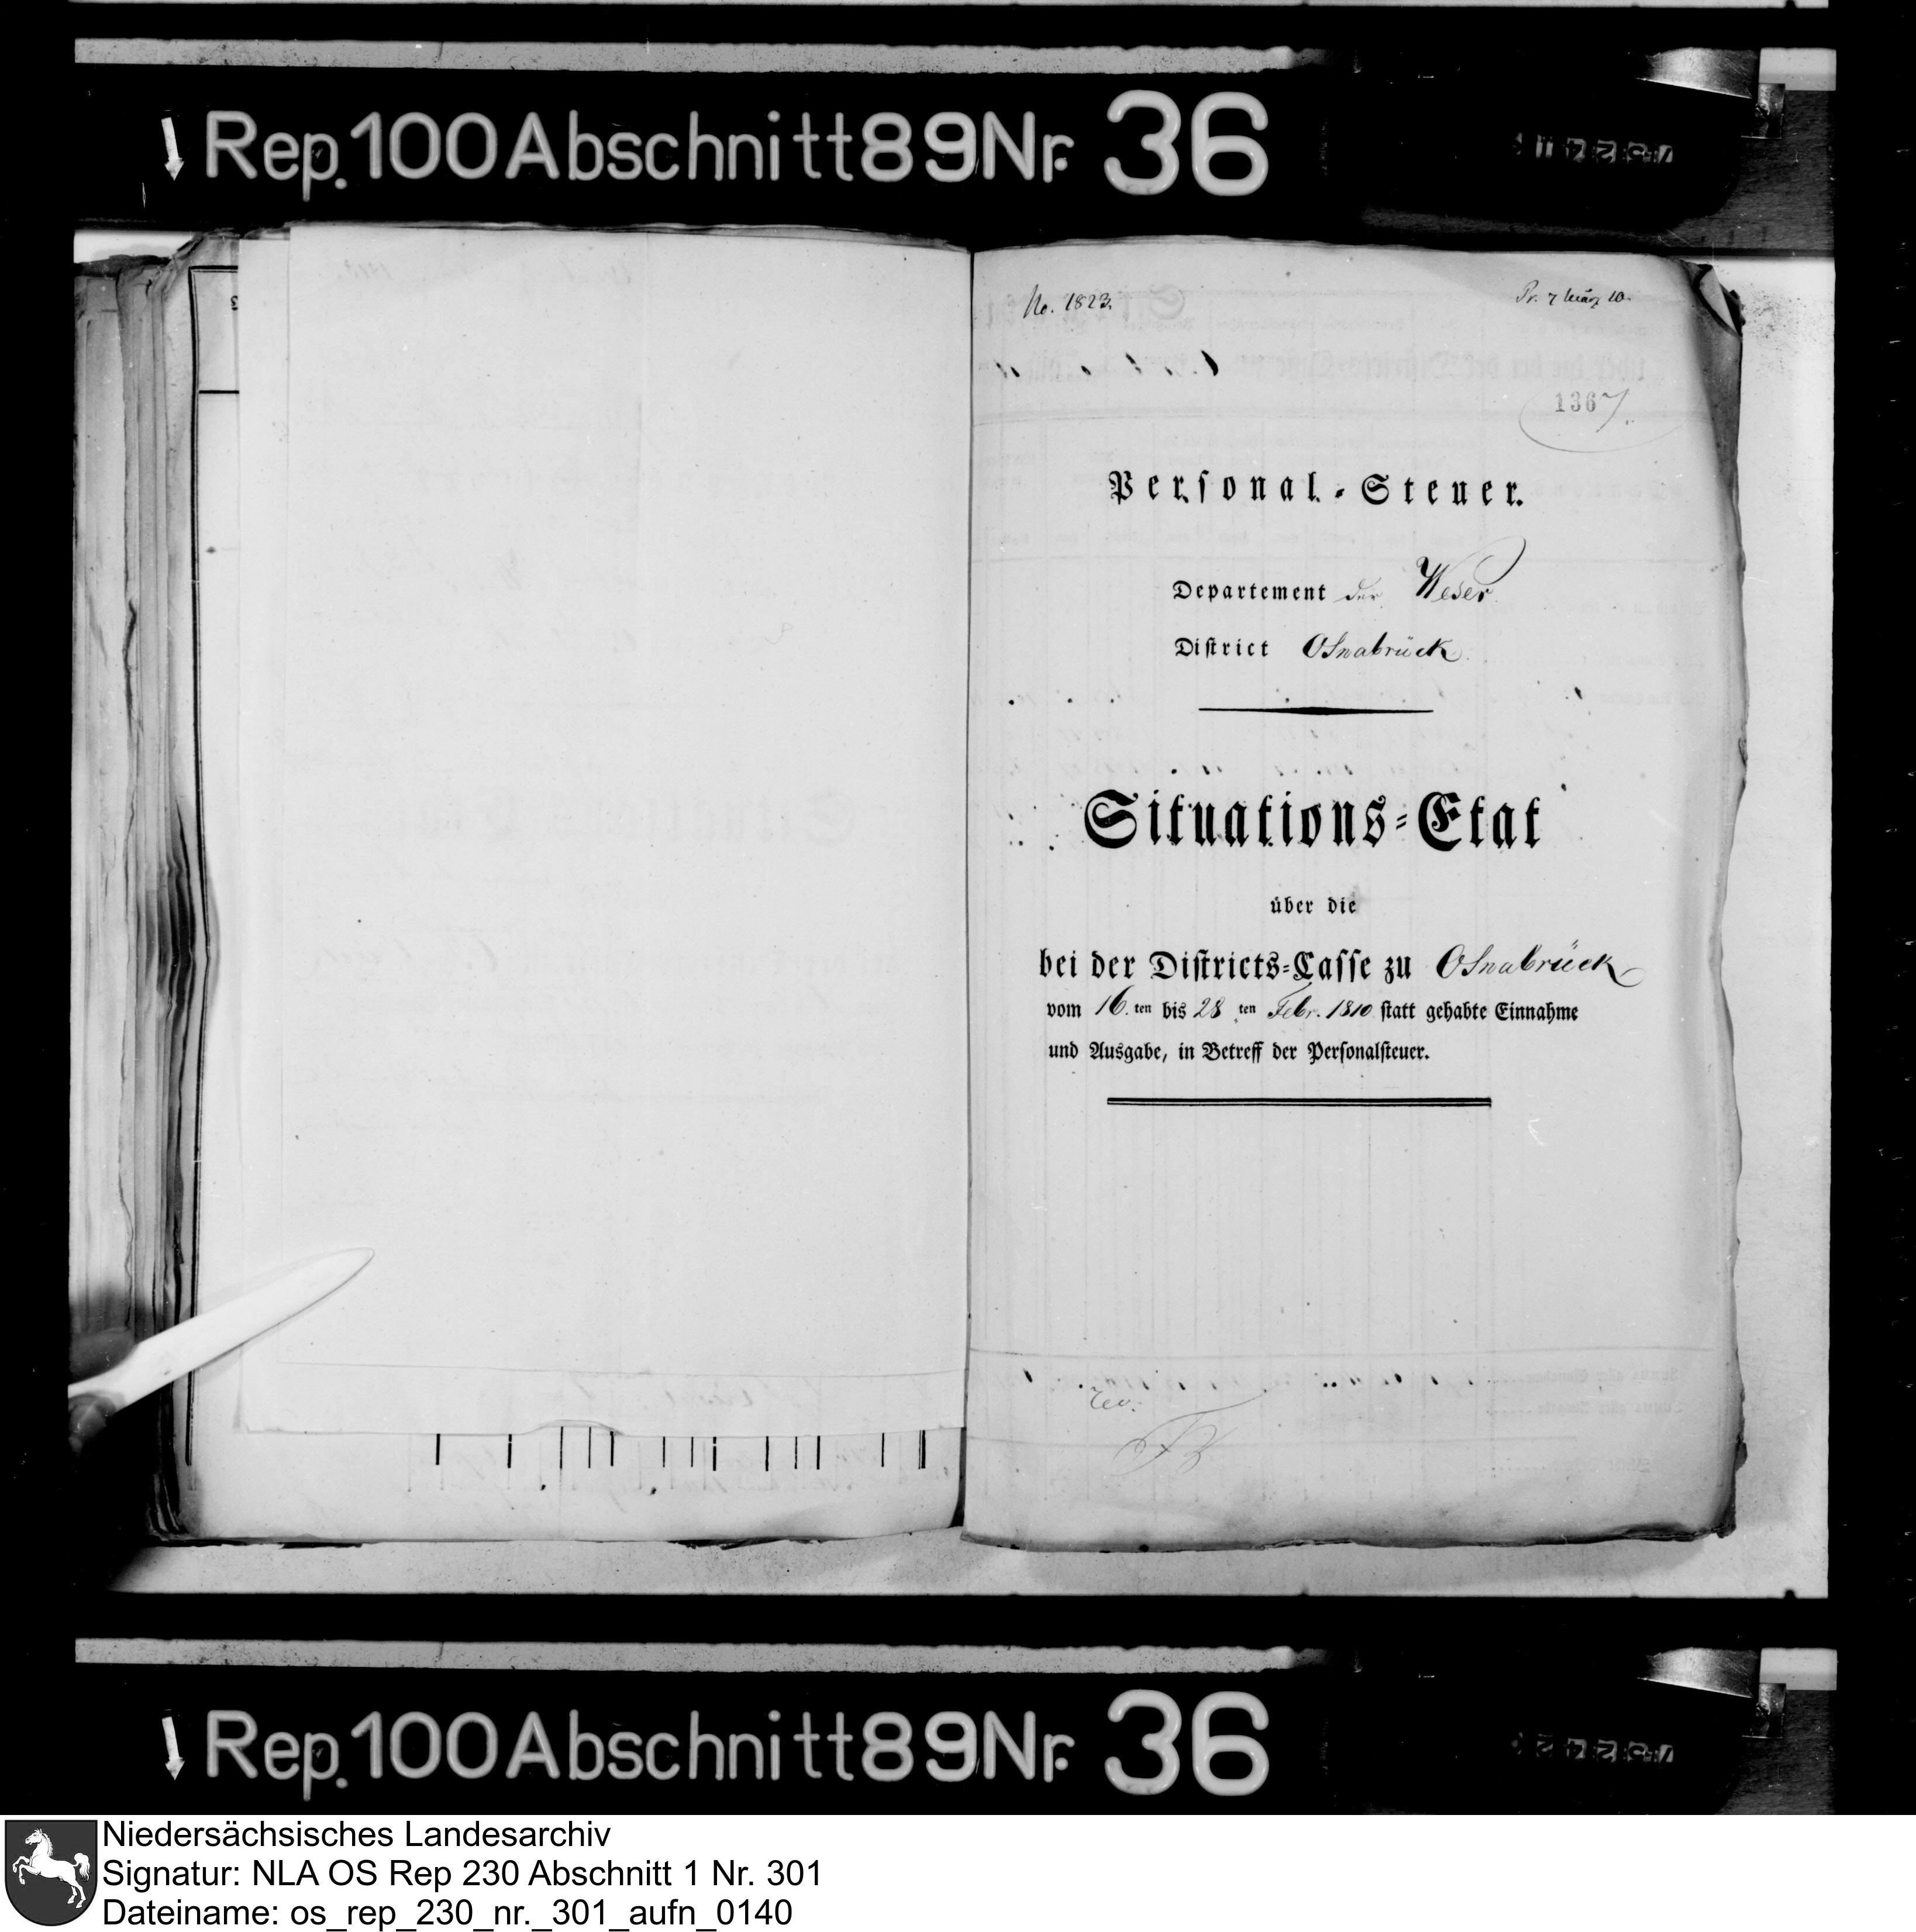 Rep.100Abschnitt89Nr. 36
No. 1823.
Pr. 7 März 10.
1367.
Personal-Steuer.
Departement der Weser
District Osnabrück.
Situations-Etat
über die
bei der Districts-Casse zu Osnabrück
vom 16.ten bis 28 ten Febr. 1810 statt gehabte Einnahme
und Ausgabe, in Betreff der Personalsteuer.
Rep.100Abschnitt89Nr. 36
Niedersächsisches Landesarchiv
Signatur: NLA OS Rep 230 Abschnitt 1 Nr. 301
Dateiname: os_rep_230_nr._301_aufn_0140